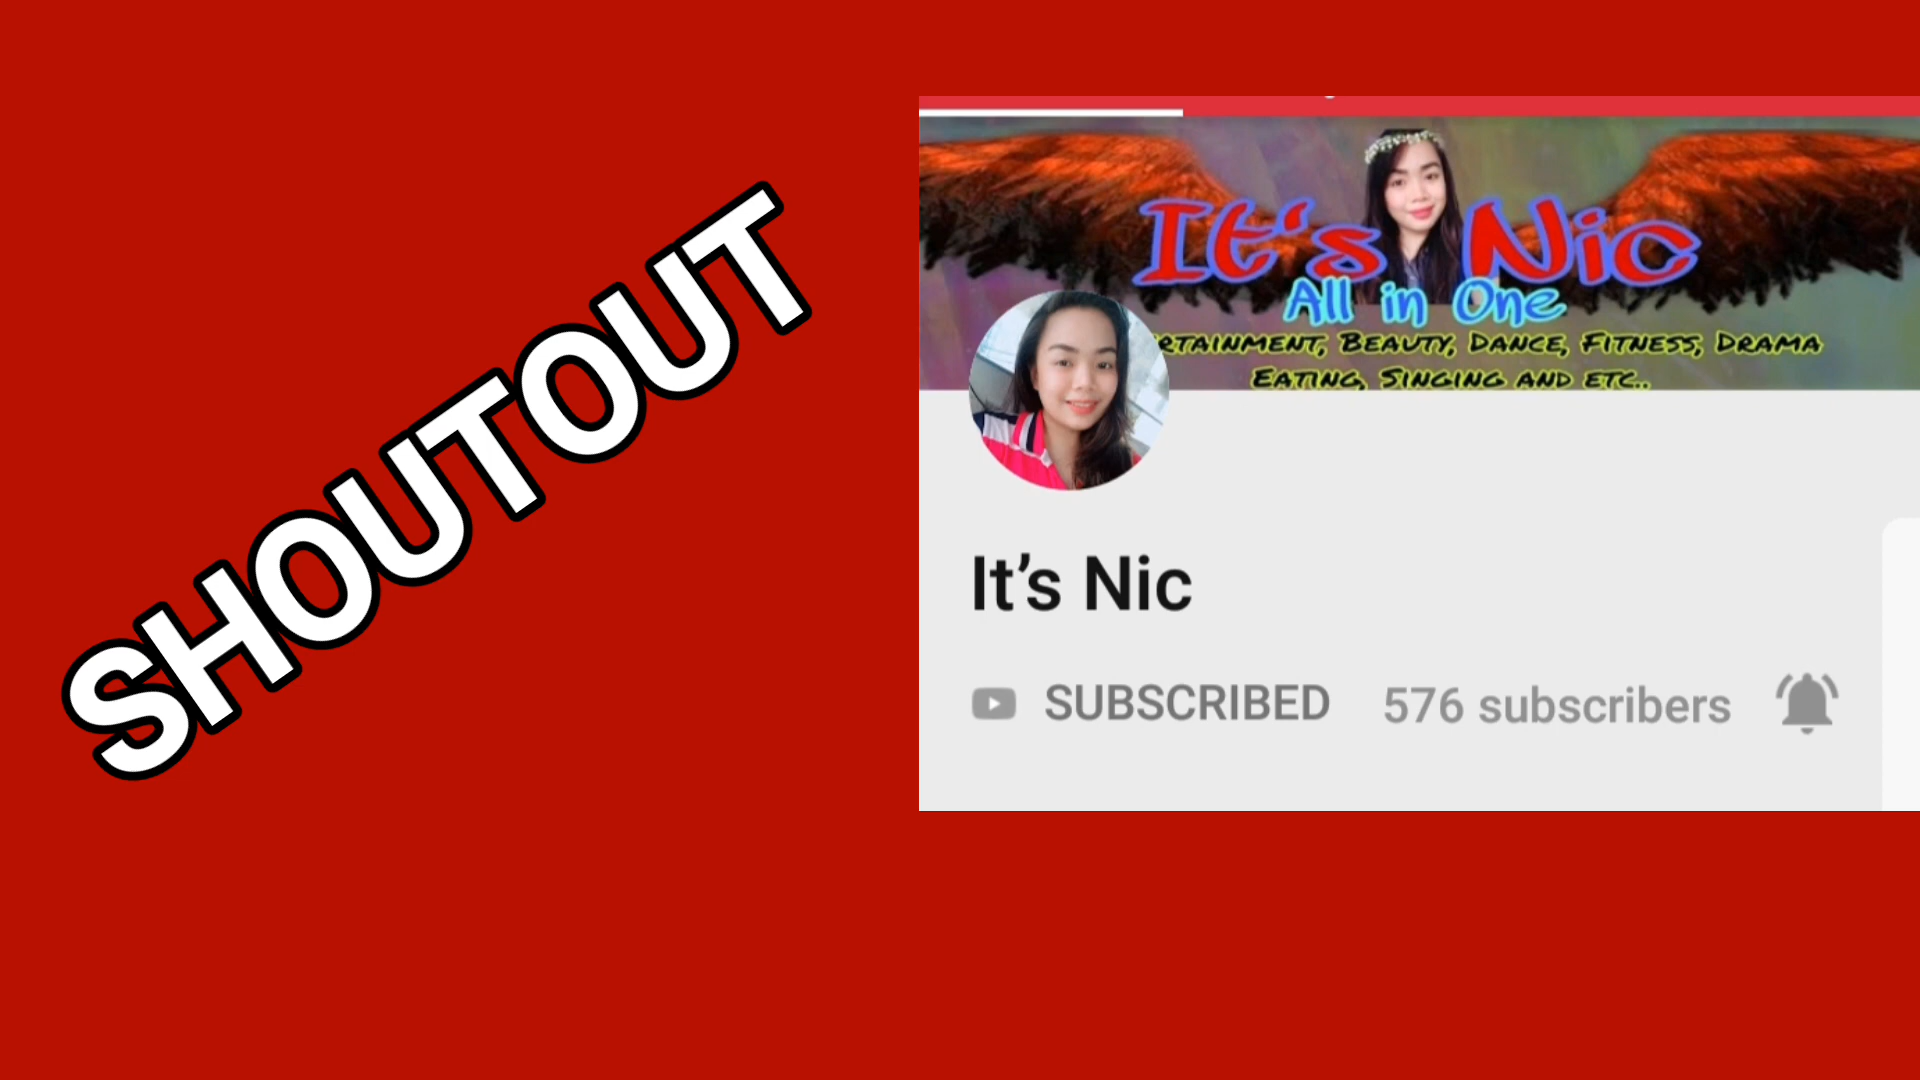 SHOUTOUT
It's Nic
All in One
Beauty, Dance, Fitness, Drama
Eating, Singing and etc..
It's Nic
SUBSCRIBED 576 subscribers